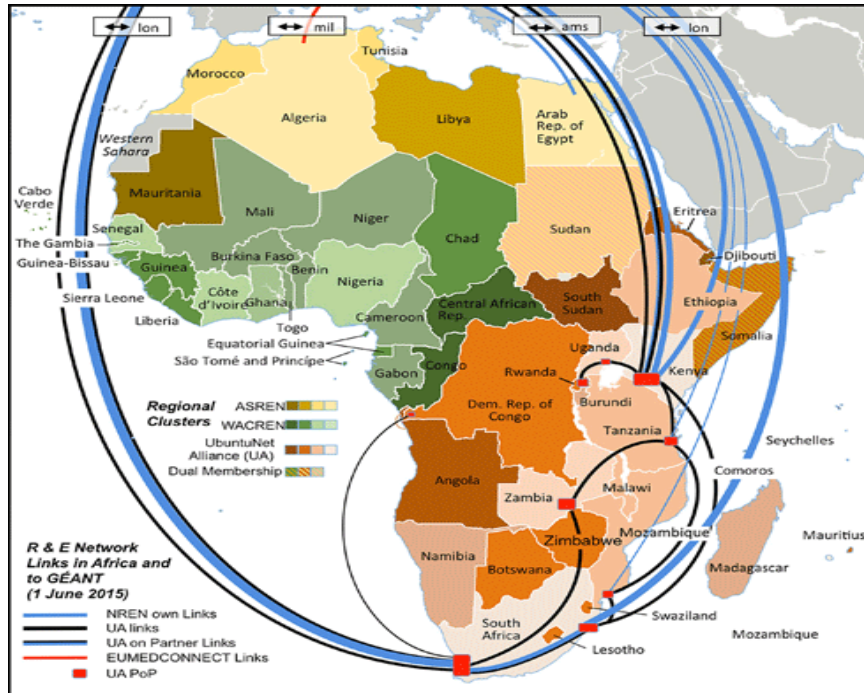 lon
mil
ams
lon
Tunisia
Morocco
Algeria
Libya
Arab
Rep. of
Egypt
Western
Sahara
Mauritania
Cabo
Verde
Mali
Niger
Chad
Sudan
Eritrea
Senegal
The Gambia
Guinea-Bissau
Guinea
Burkina Faso
Benin
Nigeria
Djibouti
Sierra Leone
Côte
d'Ivoire
Ghana
Central African
Rep.
South
Sudan
Ethiopia
Somalia
Liberia
Togo
Cameroon
Equatorial Guinea
São Tomé and Princípe
Uganda
Gabon
Congo
Rwanda
Kenya
Regional
Clusters
ASREN
WACREN
UbuntuNet
Alliance (UA)
Dual Membership
Dem. Rep. of
Congo
Burundi
Tanzania
Seychelles
Comoros
Angola
Zambia
Malawi
Mozambique
Mauritius
Zimbabwe
Madagascar
Namibia
Botswana
R & E Network
Links in Africa and
to GÉANT
(1 June 2015)
Swaziland
South
Africa
Lesotho
Mozambique
NREN own Links
UA links
UA on Partner Links
EUMEDCONNECT Links
UA PoP